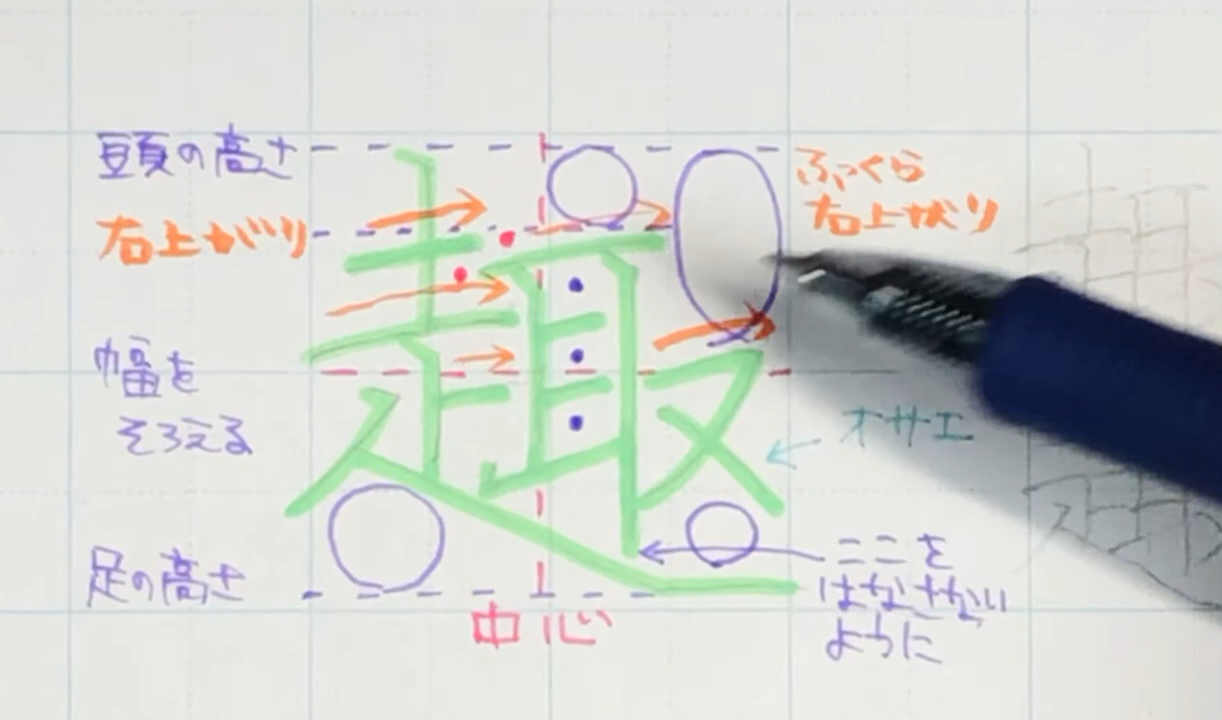 頭の高さ
右上がり
幅を
そろえる
足の高さ
趣
中心
ふっくら
右上がり
オサエ
ここを
はなさない
ように